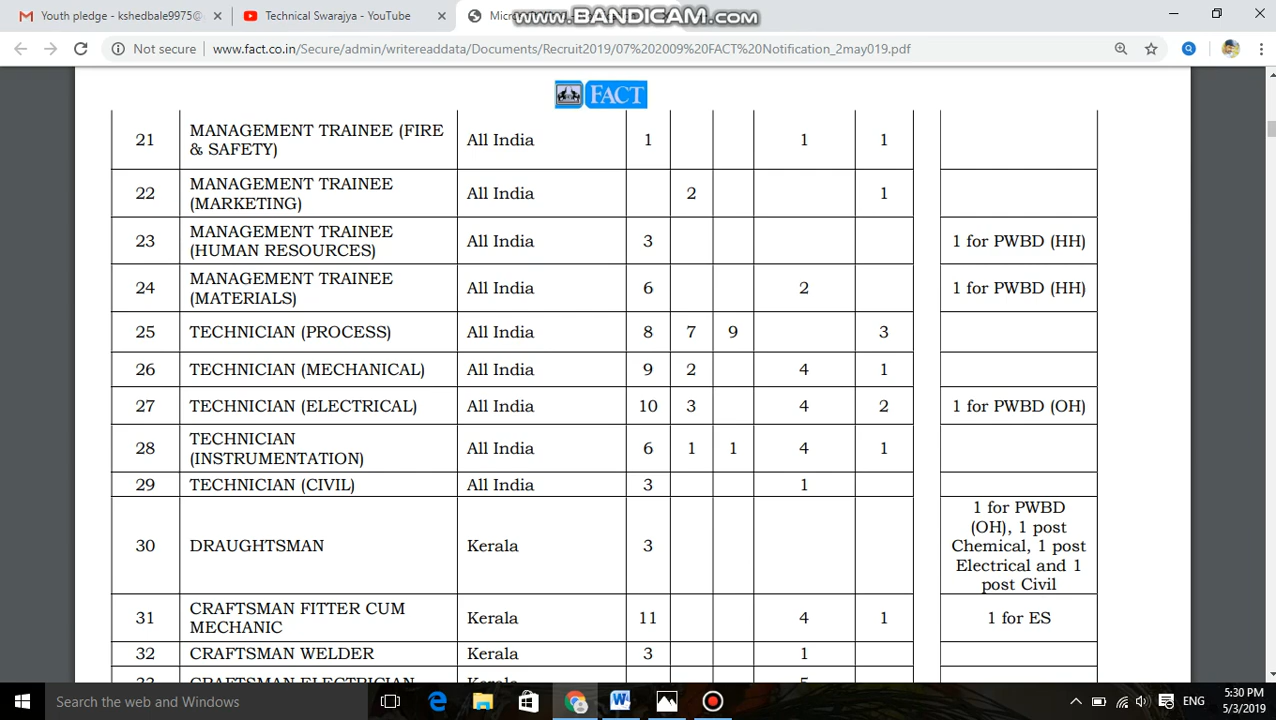 Youth pledge - kshedbale9975@
Technical Swarajya - YouTube
Micro
www.BANDICAM.com
Not secure
www.fact.co.in/Secure/admin/writereaddata/Documents/Recruit2019/07%202009%20FACT%20Notification_2may019.pdf
FACT
21 MANAGEMENT TRAINEE (FIRE & SAFETY) All India 1 1 1
22 MANAGEMENT TRAINEE (MARKETING) All India 2 1
23 MANAGEMENT TRAINEE (HUMAN RESOURCES) All India 3 1 for PWBD (HH)
24 MANAGEMENT TRAINEE (MATERIALS) All India 6 2 1 for PWBD (HH)
25 TECHNICIAN (PROCESS) All India 8 7 9 3
26 TECHNICIAN (MECHANICAL) All India 9 2 4 1
27 TECHNICIAN (ELECTRICAL) All India 10 3 4 2 1 for PWBD (OH)
28 TECHNICIAN (INSTRUMENTATION) All India 6 1 1 4 1
29 TECHNICIAN (CIVIL) All India 3 1
30 DRAUGHTSMAN Kerala 3 1 for PWBD (OH), 1 post Chemical, 1 post Electrical and 1 post Civil
31 CRAFTSMAN FITTER CUM MECHANIC Kerala 11 4 1 1 for ES
32 CRAFTSMAN WELDER Kerala 3 1
33 CRAFTSMAN ELECTRICIAN Kerala 5
Search the web and Windows
ENG
5:30 PM
5/3/2019